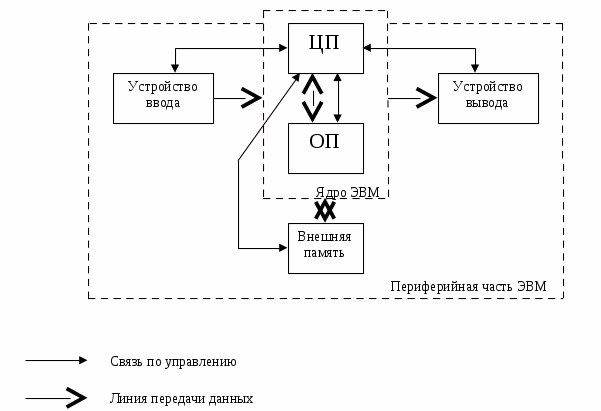 ЦП
Устройство
ввода
Устройство
вывода
ОП
Ядро ЭВМ
Внешняя
память
Периферийная часть ЭВМ
Связь по управлению
Линия передачи данных